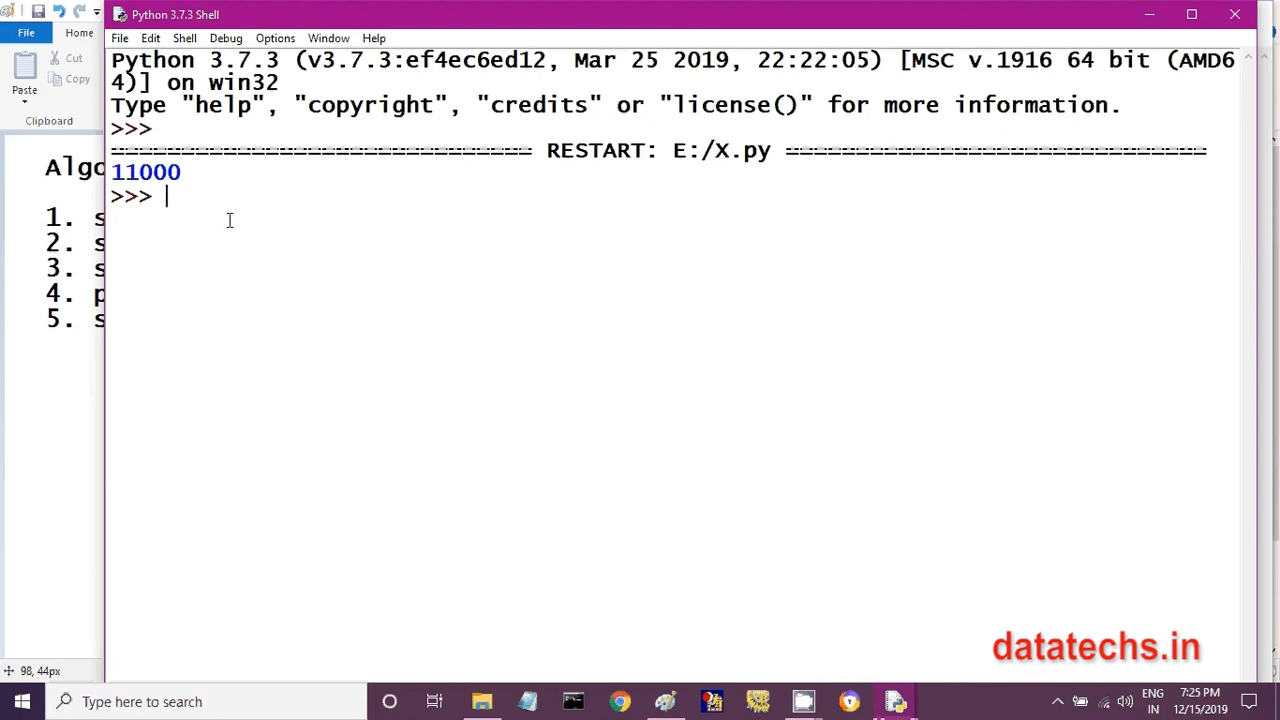 File
Home
Paste
Cut
Copy
Clipboard
1.
2.
3.
4.
5.
98, 44px
Python 3.7.3 Shell
File Edit Shell Debug Options Window Help
Python 3.7.3 (v3.7.3:ef4ec6ed12, Mar 25 2019, 22:22:05) [MSC v.1916 64 bit (AMD6
4)] on win32
Type "help", "copyright", "credits" or "license()" for more information.
>>>
============================== RESTART: E:/X.py ==============================
11000
>>>
datatechs.in
Type here to search
ENG
IN
7:25 PM
12/15/2019